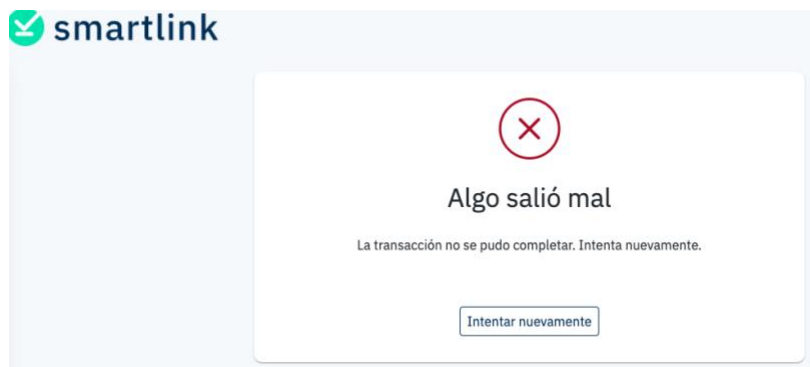 smartlink
Algo salió mal
La transacción no se pudo completar. Intenta nuevamente.
Intentar nuevamente